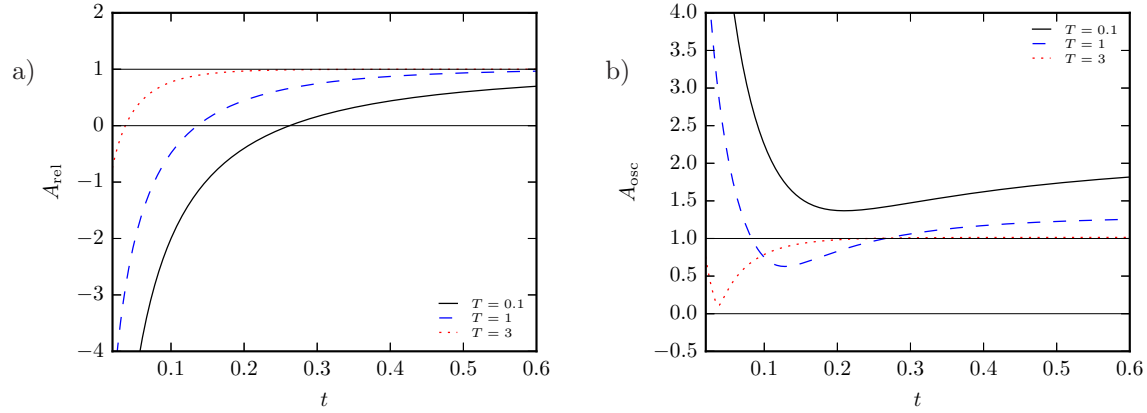 a)
2
1
0
−1
−2
−3
−4
A_rel
0.1 0.2 0.3 0.4 0.5 0.6
t
T = 0.1
T = 1
T = 3
b)
4.0
3.5
3.0
2.5
2.0
1.5
1.0
0.5
0.0
−0.5
A_osc
0.1 0.2 0.3 0.4 0.5 0.6
t
T = 0.1
T = 1
T = 3